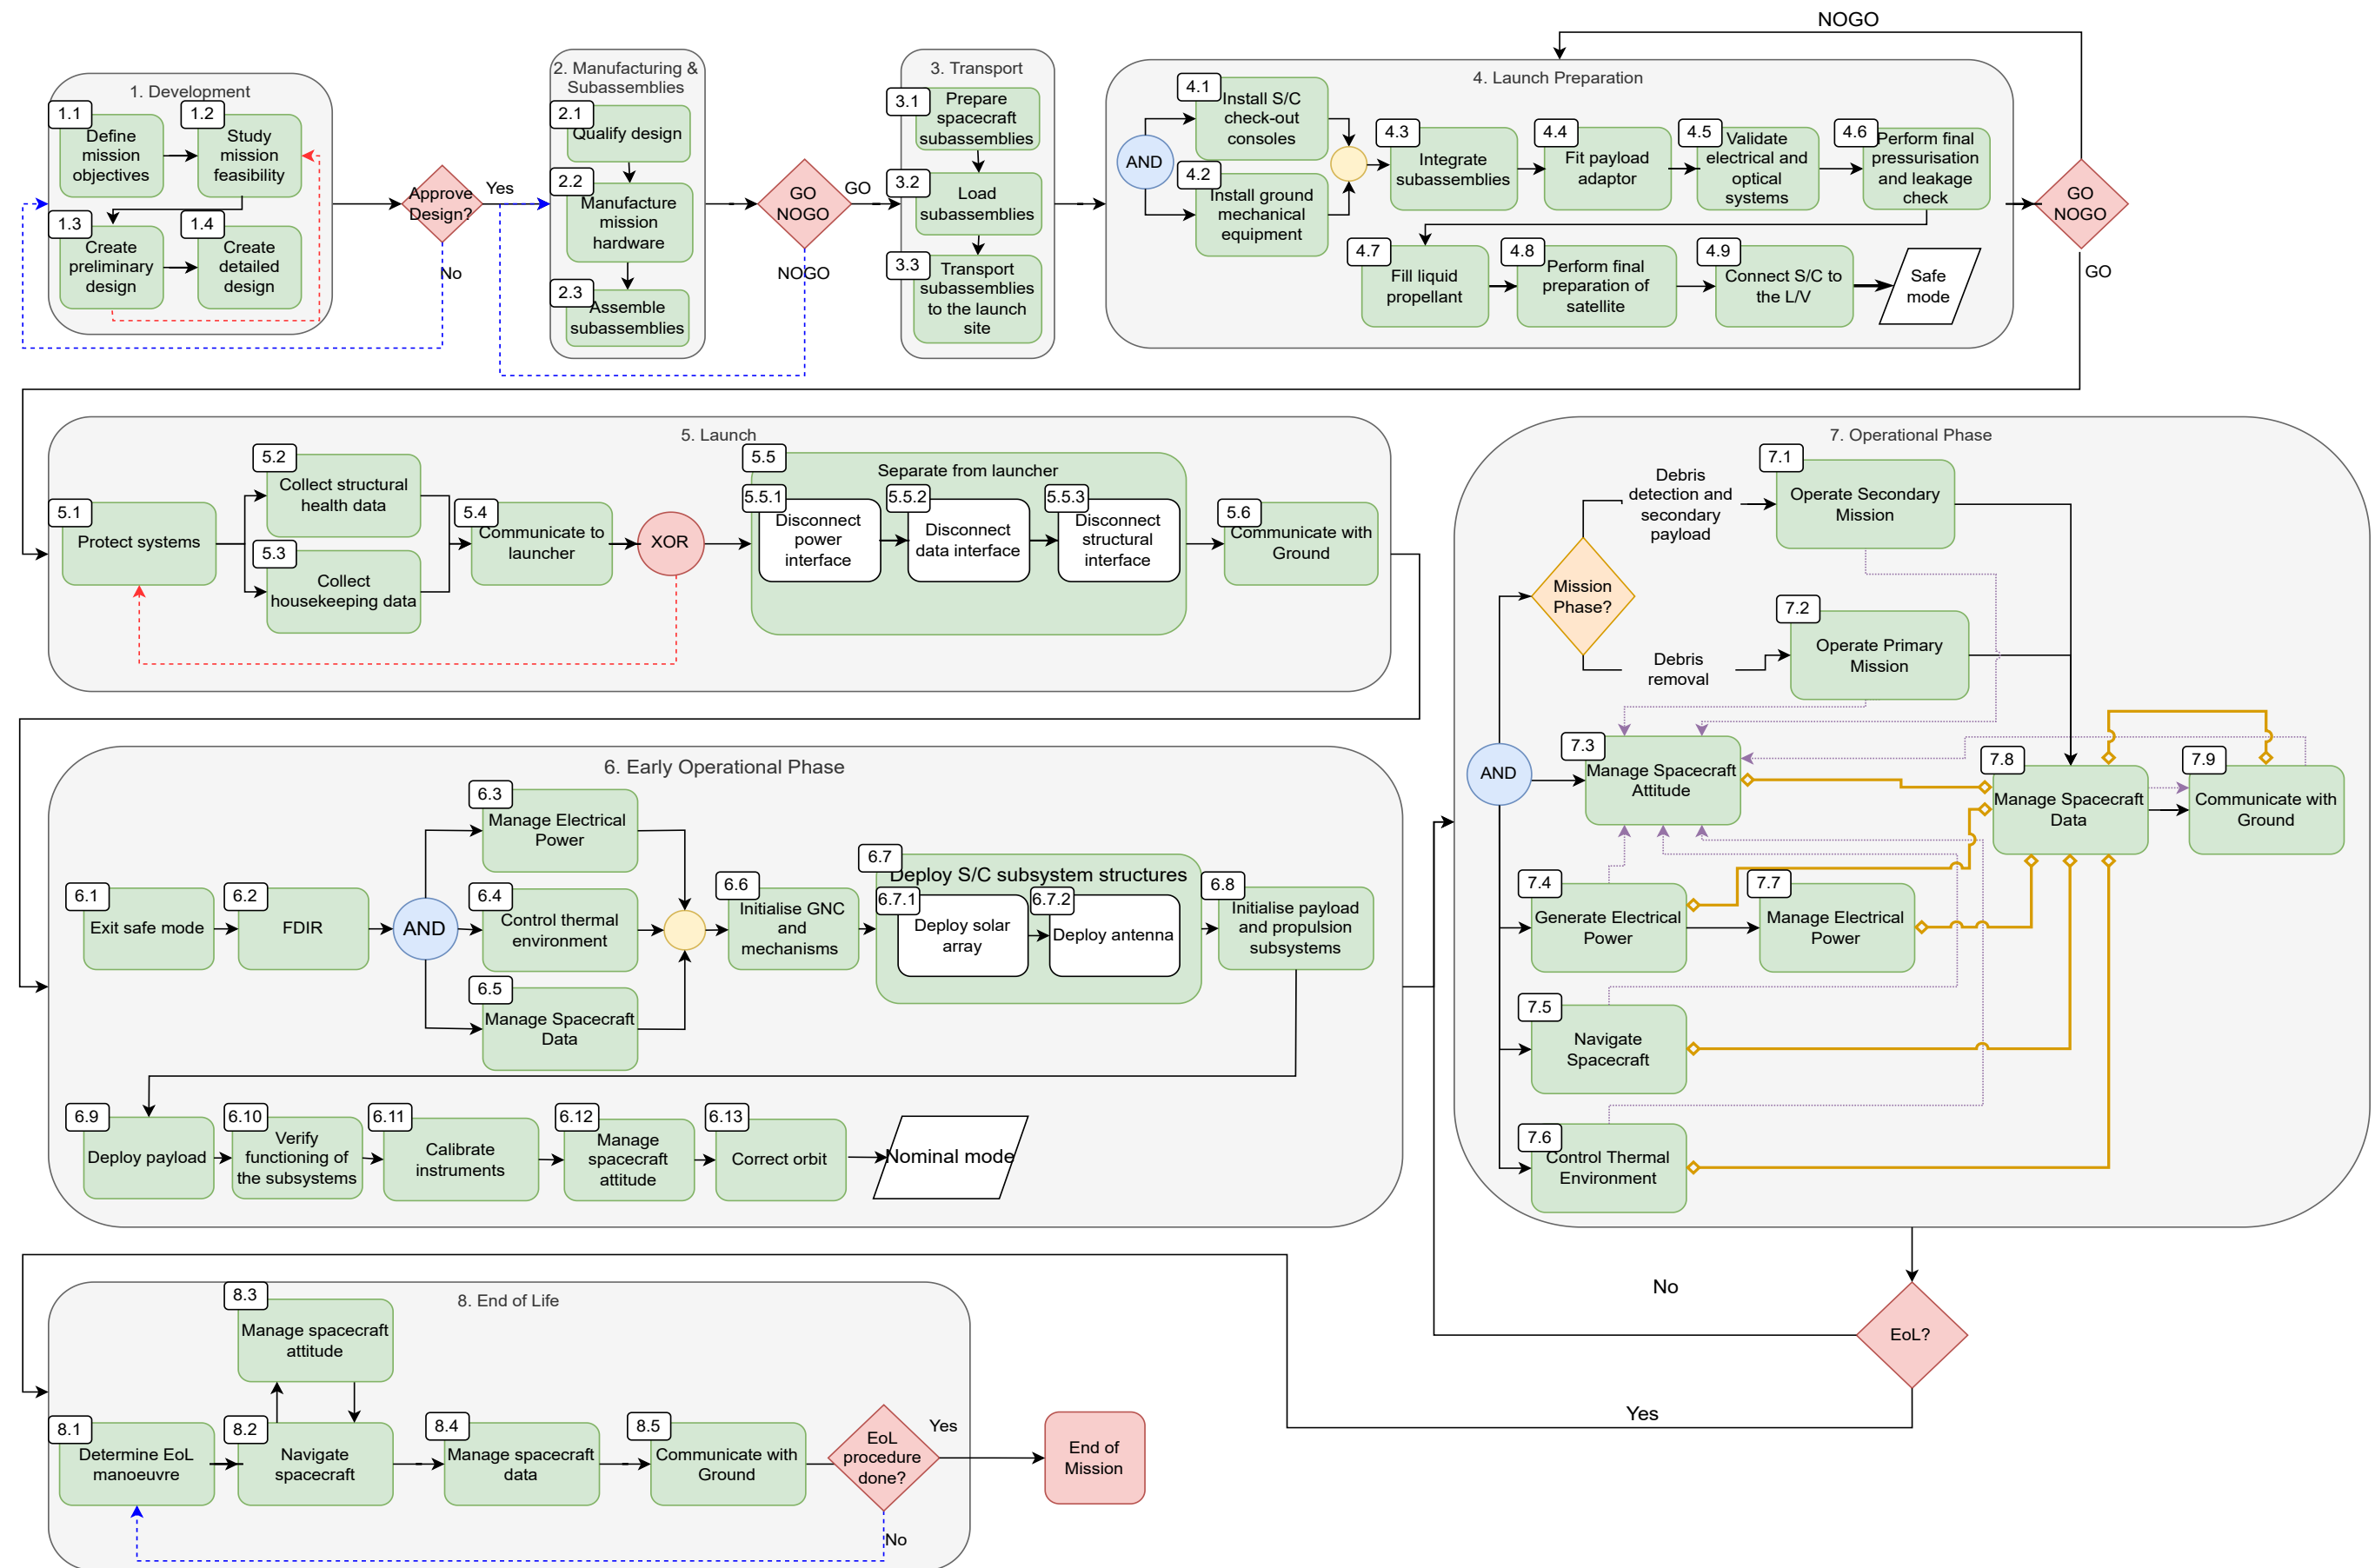 NOGO
1. Development
1.1
Define
mission
objectives
1.2
Study
mission
feasibility
1.3
Create
preliminary
design
1.4
Create
detailed
design
Approve
Design?
Yes
No
2. Manufacturing &
Subassemblies
2.1
Qualify design
2.2
Manufacture
mission
hardware
2.3
Assemble
subassemblies
GO
NOGO
GO
NOGO
3. Transport
3.1
Prepare
spacecraft
subassemblies
3.2
Load
subassemblies
3.3
Transport
subassemblies
to the launch
site
4. Launch Preparation
AND
4.1
Install S/C
check-out
consoles
4.2
Install ground
mechanical
equipment
4.3
Integrate
subassemblies
4.4
Fit payload
adaptor
4.5
Validate
electrical and
optical
systems
4.6
Perform final
pressurisation
and leakage
check
4.7
Fill liquid
propellant
4.8
Perform final
preparation of
satellite
4.9
Connect S/C to
the L/V
Safe
mode
GO
NOGO
GO
5. Launch
5.1
Protect systems
5.2
Collect structural
health data
5.3
Collect
housekeeping data
5.4
Communicate to
launcher
XOR
5.5
Separate from launcher
5.5.1
Disconnect
power
interface
5.5.2
Disconnect
data interface
5.5.3
Disconnect
structural
interface
5.6
Communicate with
Ground
6. Early Operational Phase
6.1
Exit safe mode
6.2
FDIR
AND
6.3
Manage Electrical
Power
6.4
Control thermal
environment
6.5
Manage Spacecraft
Data
6.6
Initialise GNC
and
mechanisms
6.7
Deploy S/C subsystem structures
6.7.1
Deploy solar
array
6.7.2
Deploy antenna
6.8
Initialise payload
and propulsion
subsystems
6.9
Deploy payload
6.10
Verify
functioning of
the subsystems
6.11
Calibrate
instruments
6.12
Manage
spacecraft
attitude
6.13
Correct orbit
Nominal mode
7. Operational Phase
Mission
Phase?
Debris
detection and
secondary
payload
7.1
Operate Secondary
Mission
Debris
removal
7.2
Operate Primary
Mission
AND
7.3
Manage Spacecraft
Attitude
7.4
Generate Electrical
Power
7.7
Manage Electrical
Power
7.5
Navigate
Spacecraft
7.6
Control Thermal
Environment
7.8
Manage Spacecraft
Data
7.9
Communicate with
Ground
EoL?
No
Yes
8. End of Life
8.1
Determine EoL
manoeuvre
8.2
Navigate
spacecraft
8.3
Manage spacecraft
attitude
8.4
Manage spacecraft
data
8.5
Communicate with
Ground
EoL
procedure
done?
Yes
No
End of
Mission